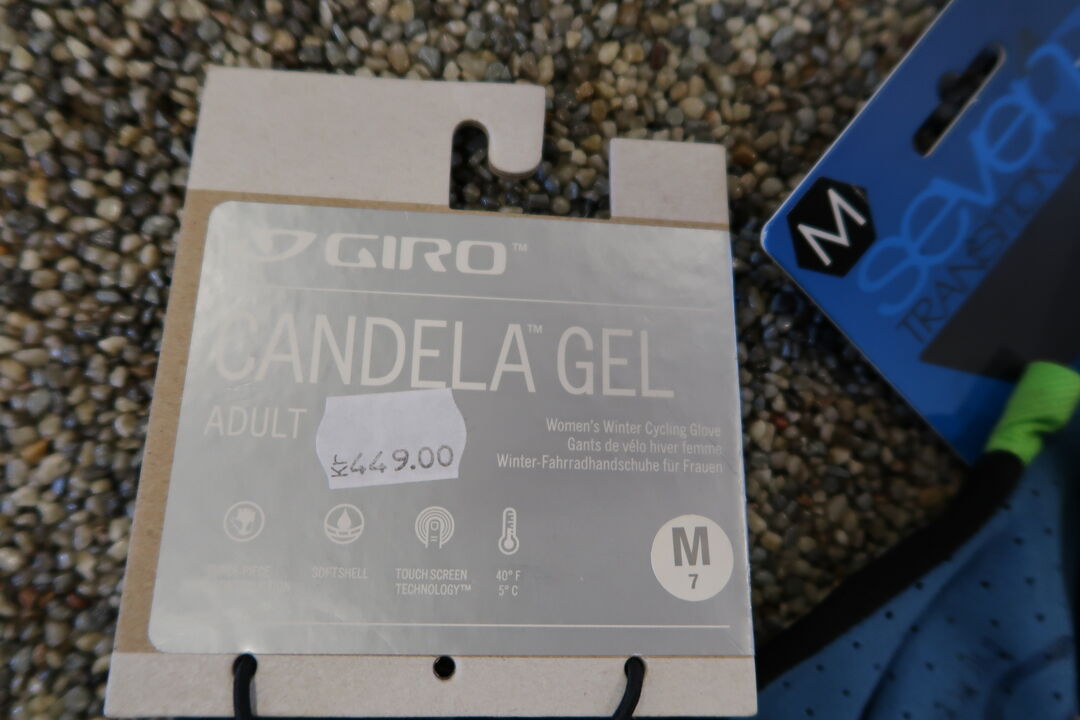 GIRO™
CANDELA™ GEL
ADULT
Kr 449.00
Women's Winter Cycling Glove
Gants de vélo hiver femme
Winter-Fahrradhandschuhe für Frauen
PIECE
SOFTSHELL
TOUCH SCREEN
TECHNOLOGY™
40° F
5° C
M
7
M
seven
TRANSITION